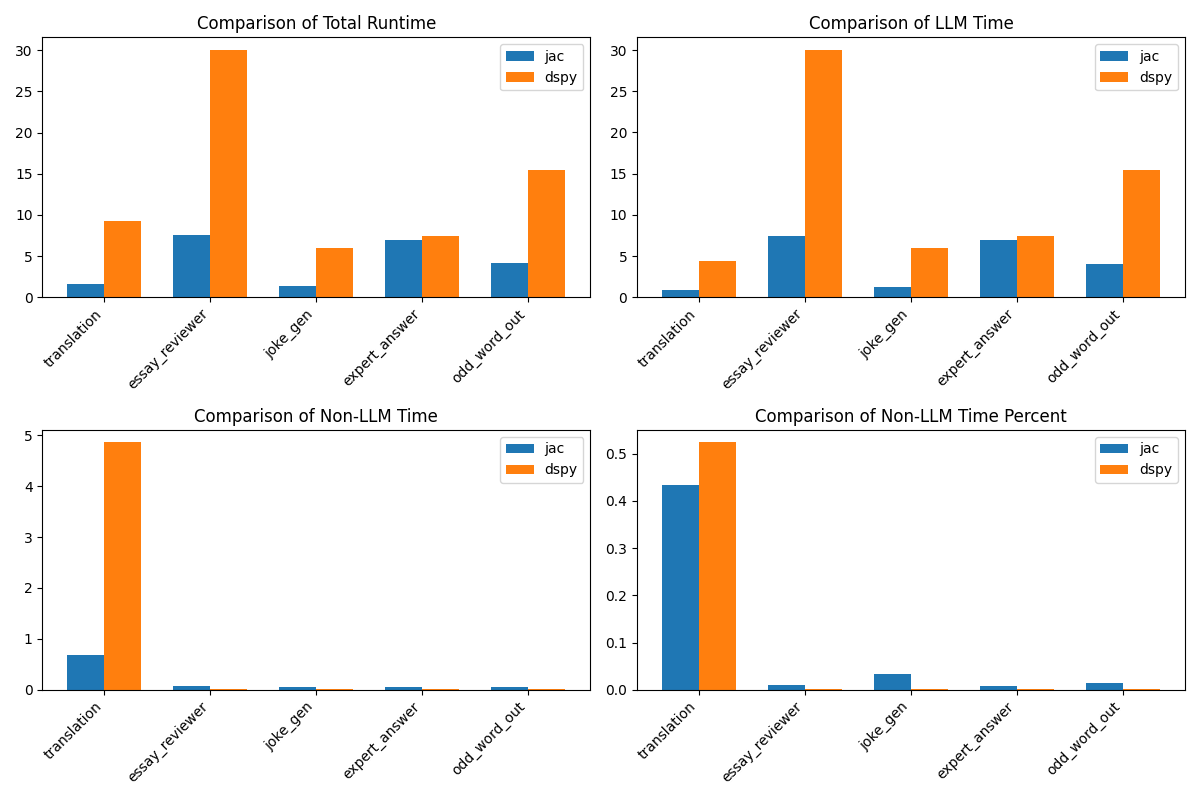 Comparison of Total Runtime
30
25
20
15
10
5
0
jac
dspy
translation
essay_reviewer
joke_gen
expert_answer
odd_word_out
Comparison of LLM Time
30
25
20
15
10
5
0
jac
dspy
translation
essay_reviewer
joke_gen
expert_answer
odd_word_out
Comparison of Non-LLM Time
5
4
3
2
1
0
jac
dspy
translation
essay_reviewer
joke_gen
expert_answer
odd_word_out
Comparison of Non-LLM Time Percent
0.5
0.4
0.3
0.2
0.1
0.0
jac
dspy
translation
essay_reviewer
joke_gen
expert_answer
odd_word_out